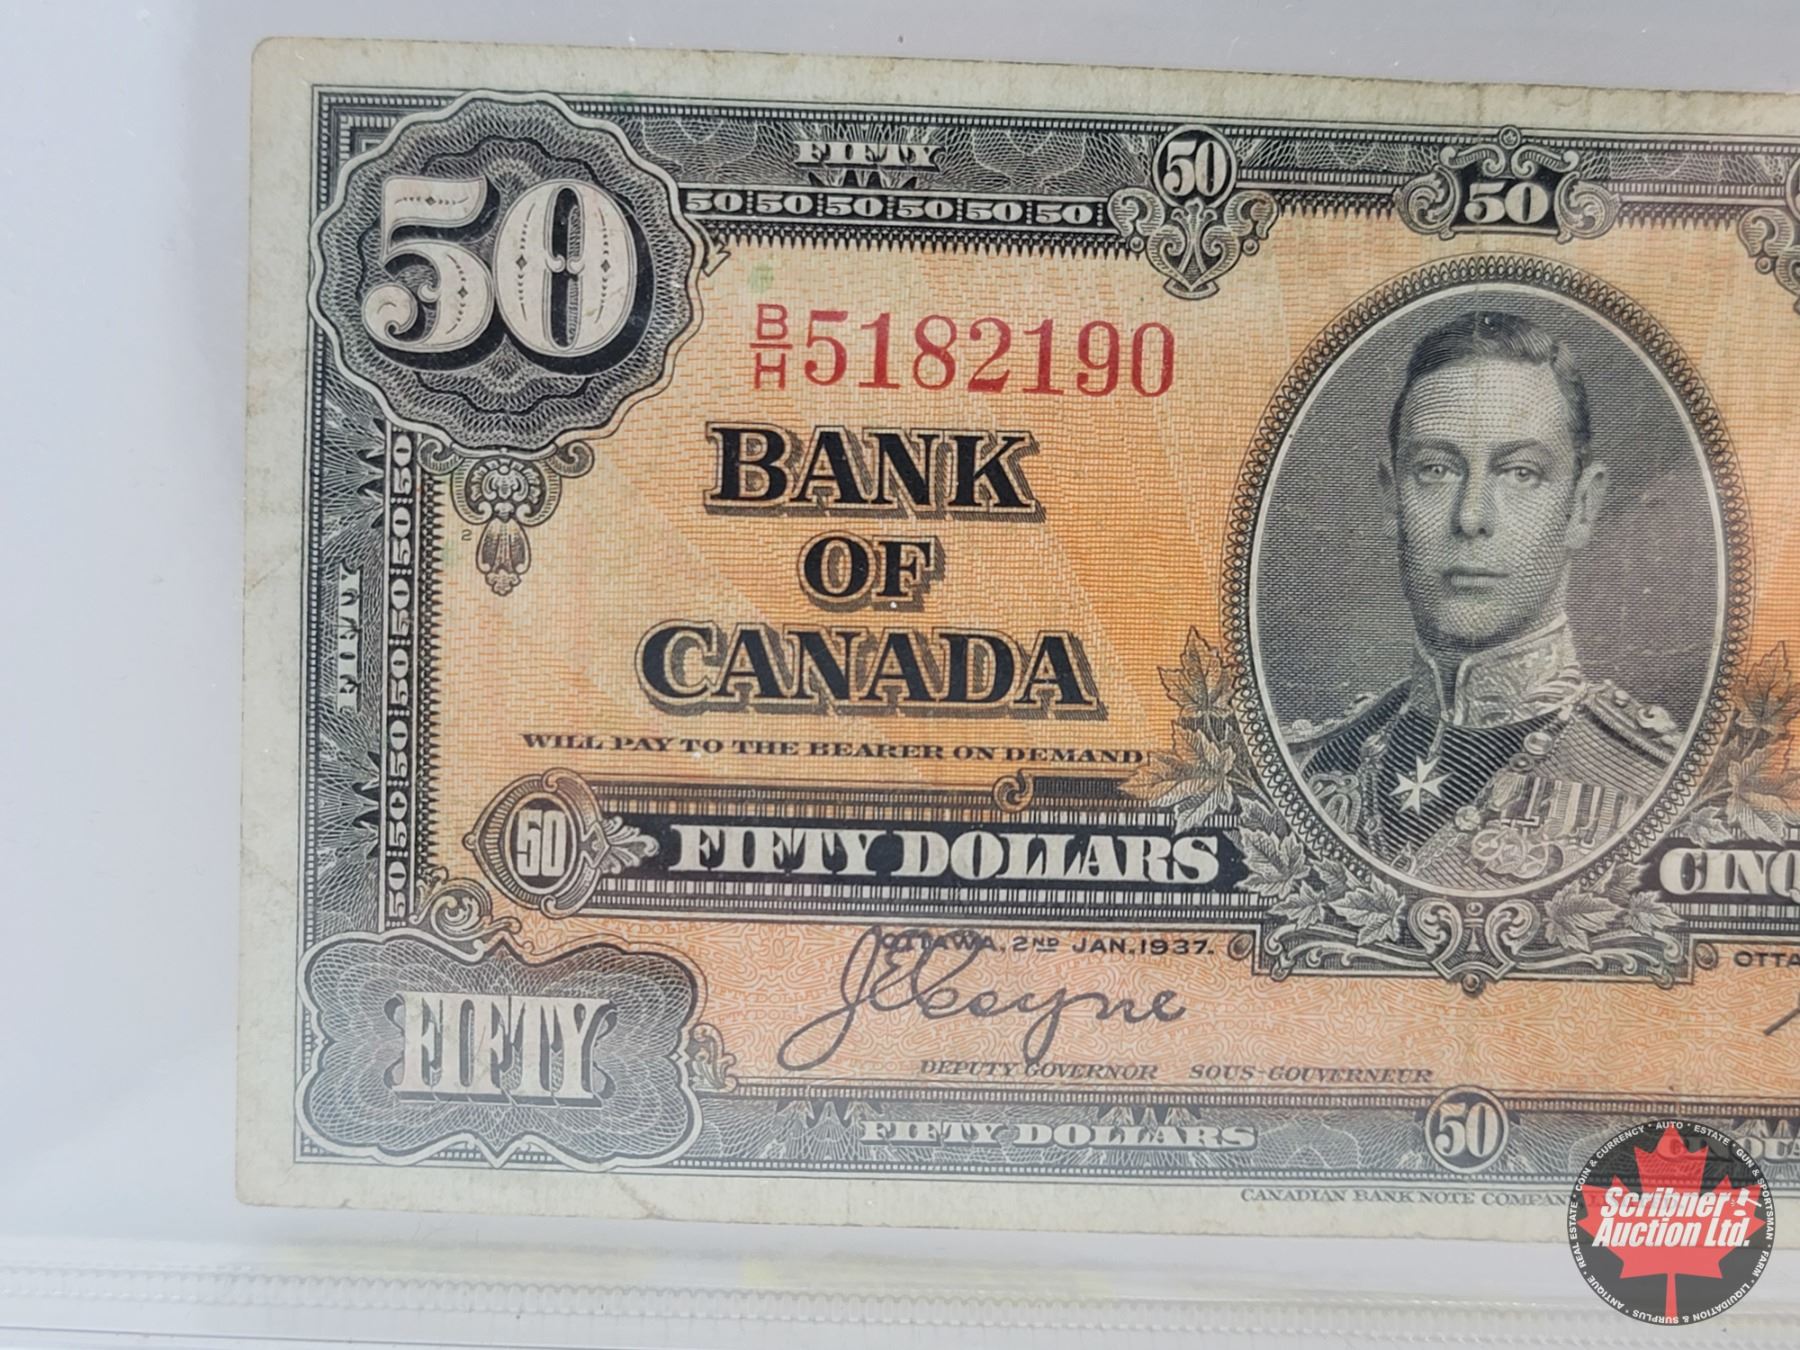 FIFTY
50 50 50 50 50 50
50
50
50
B/H 5182190
BANK
OF
CANADA
WILL PAY TO THE BEARER ON DEMAND
2
FIFTY
50 50 50 50 50 50 50 50
50
FIFTY DOLLARS
CINQ
OTTAWA, 2ND JAN. 1937.
OTTA
J E Coyne
DEPUTY GOVERNOR SOUS-GOUVERNEUR
FIFTY
FIFTY DOLLARS
50
CANADIAN BANK NOTE COMPAN
COIN & CURRENCY • AUTO • ESTATE • GUN & SPORTSMAN • FARM • LIQUIDATION & SURPLUS • ANTIQUE • REAL ESTATE •
Scribner
Auction Ltd.